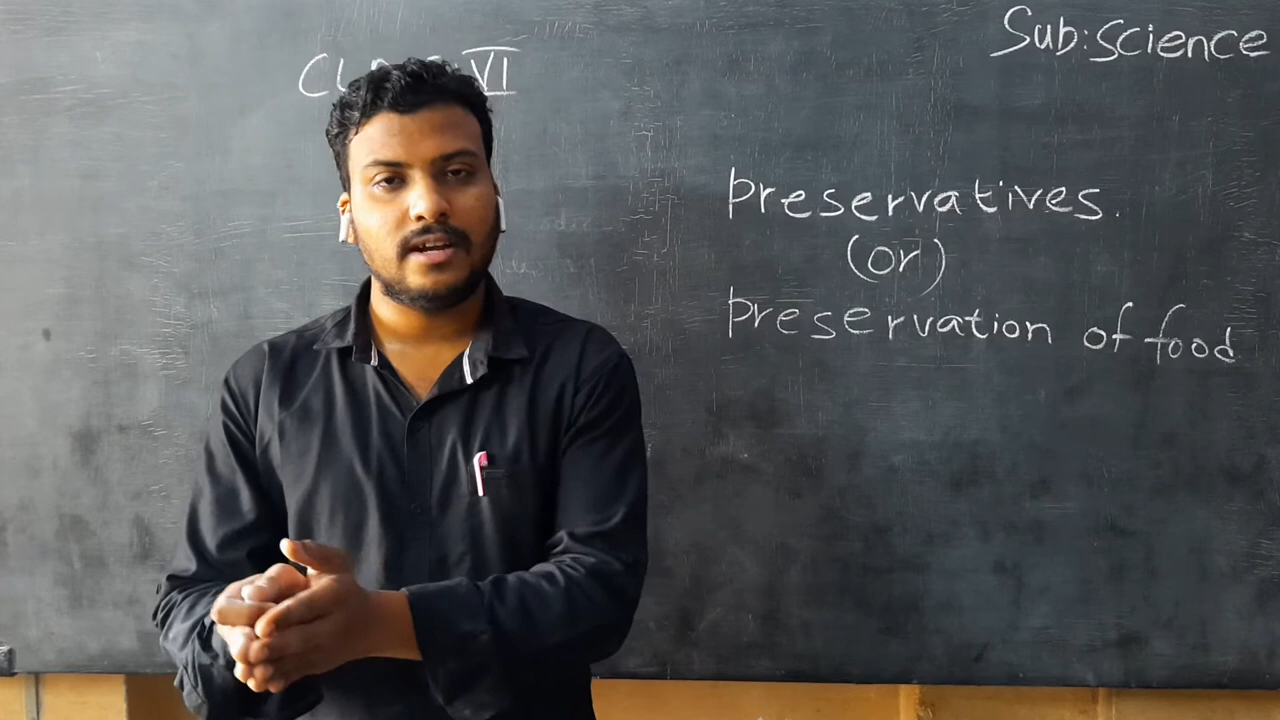 VI
Sub: Science
Preservatives.
(or)
Preservation of food